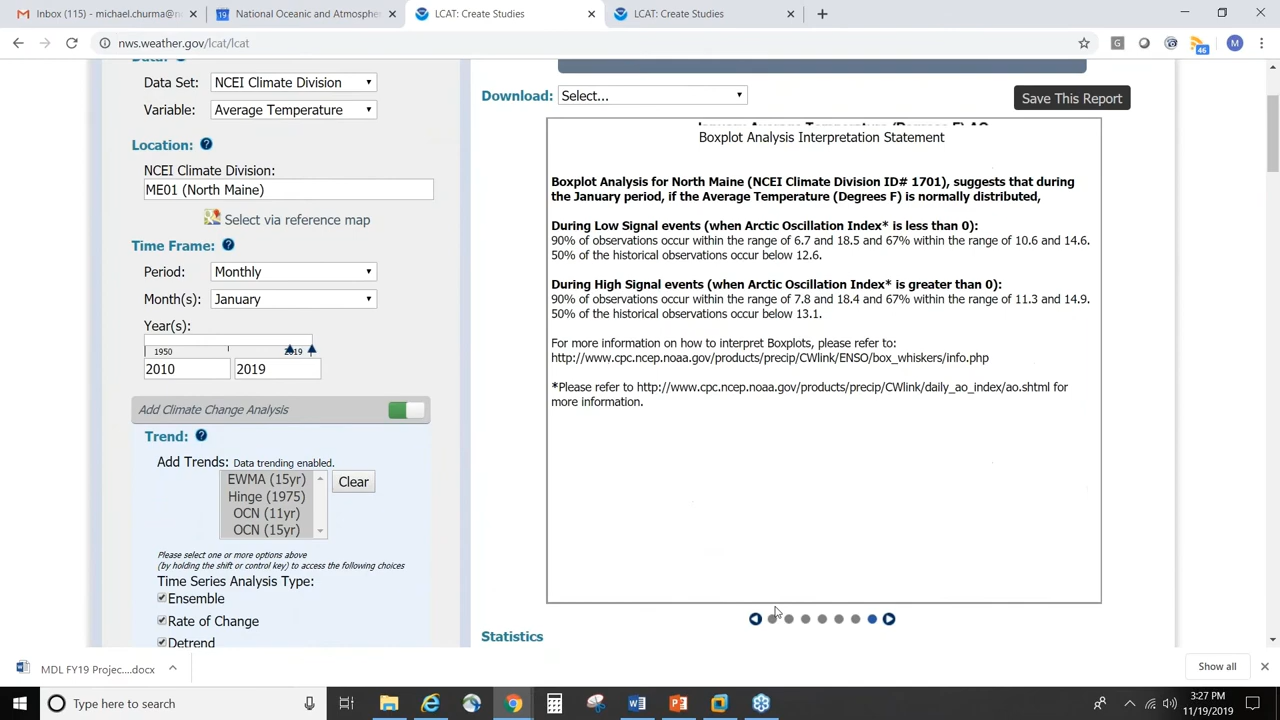 Inbox (115) - michael.churma@n
National Oceanic and Atmosphe
LCAT: Create Studies
LCAT: Create Studies
nws.weather.gov/lcat/lcat
G
46
M
Data:
Data Set:
NCEI Climate Division
Variable:
Average Temperature
Location:
NCEI Climate Division:
ME01 (North Maine)
Select via reference map
Time Frame:
Period:
Monthly
Month(s):
January
Year(s):
1950
2019
2010
2019
Add Climate Change Analysis
Trend:
Add Trends: Data trending enabled.
EWMA (15yr)
Hinge (1975)
OCN (11yr)
OCN (15yr)
Clear
Please select one or more options above
(by holding the shift or control key) to access the following choices
Time Series Analysis Type:
Ensemble
Rate of Change
Detrend
Download:
Select...
Save This Report
January Average Temperature (Degrees F) AO
Boxplot Analysis Interpretation Statement
Boxplot Analysis for North Maine (NCEI Climate Division ID# 1701), suggests that during
the January period, if the Average Temperature (Degrees F) is normally distributed,
During Low Signal events (when Arctic Oscillation Index* is less than 0):
90% of observations occur within the range of 6.7 and 18.5 and 67% within the range of 10.6 and 14.6.
50% of the historical observations occur below 12.6.
During High Signal events (when Arctic Oscillation Index* is greater than 0):
90% of observations occur within the range of 7.8 and 18.4 and 67% within the range of 11.3 and 14.9.
50% of the historical observations occur below 13.1.
For more information on how to interpret Boxplots, please refer to:
http://www.cpc.ncep.noaa.gov/products/precip/CWlink/ENSO/box_whiskers/info.php
*Please refer to http://www.cpc.ncep.noaa.gov/products/precip/CWlink/daily_ao_index/ao.shtml for
more information.
Statistics
MDL FY19 Projec....docx
Show all
Type here to search
3:27 PM
11/19/2019